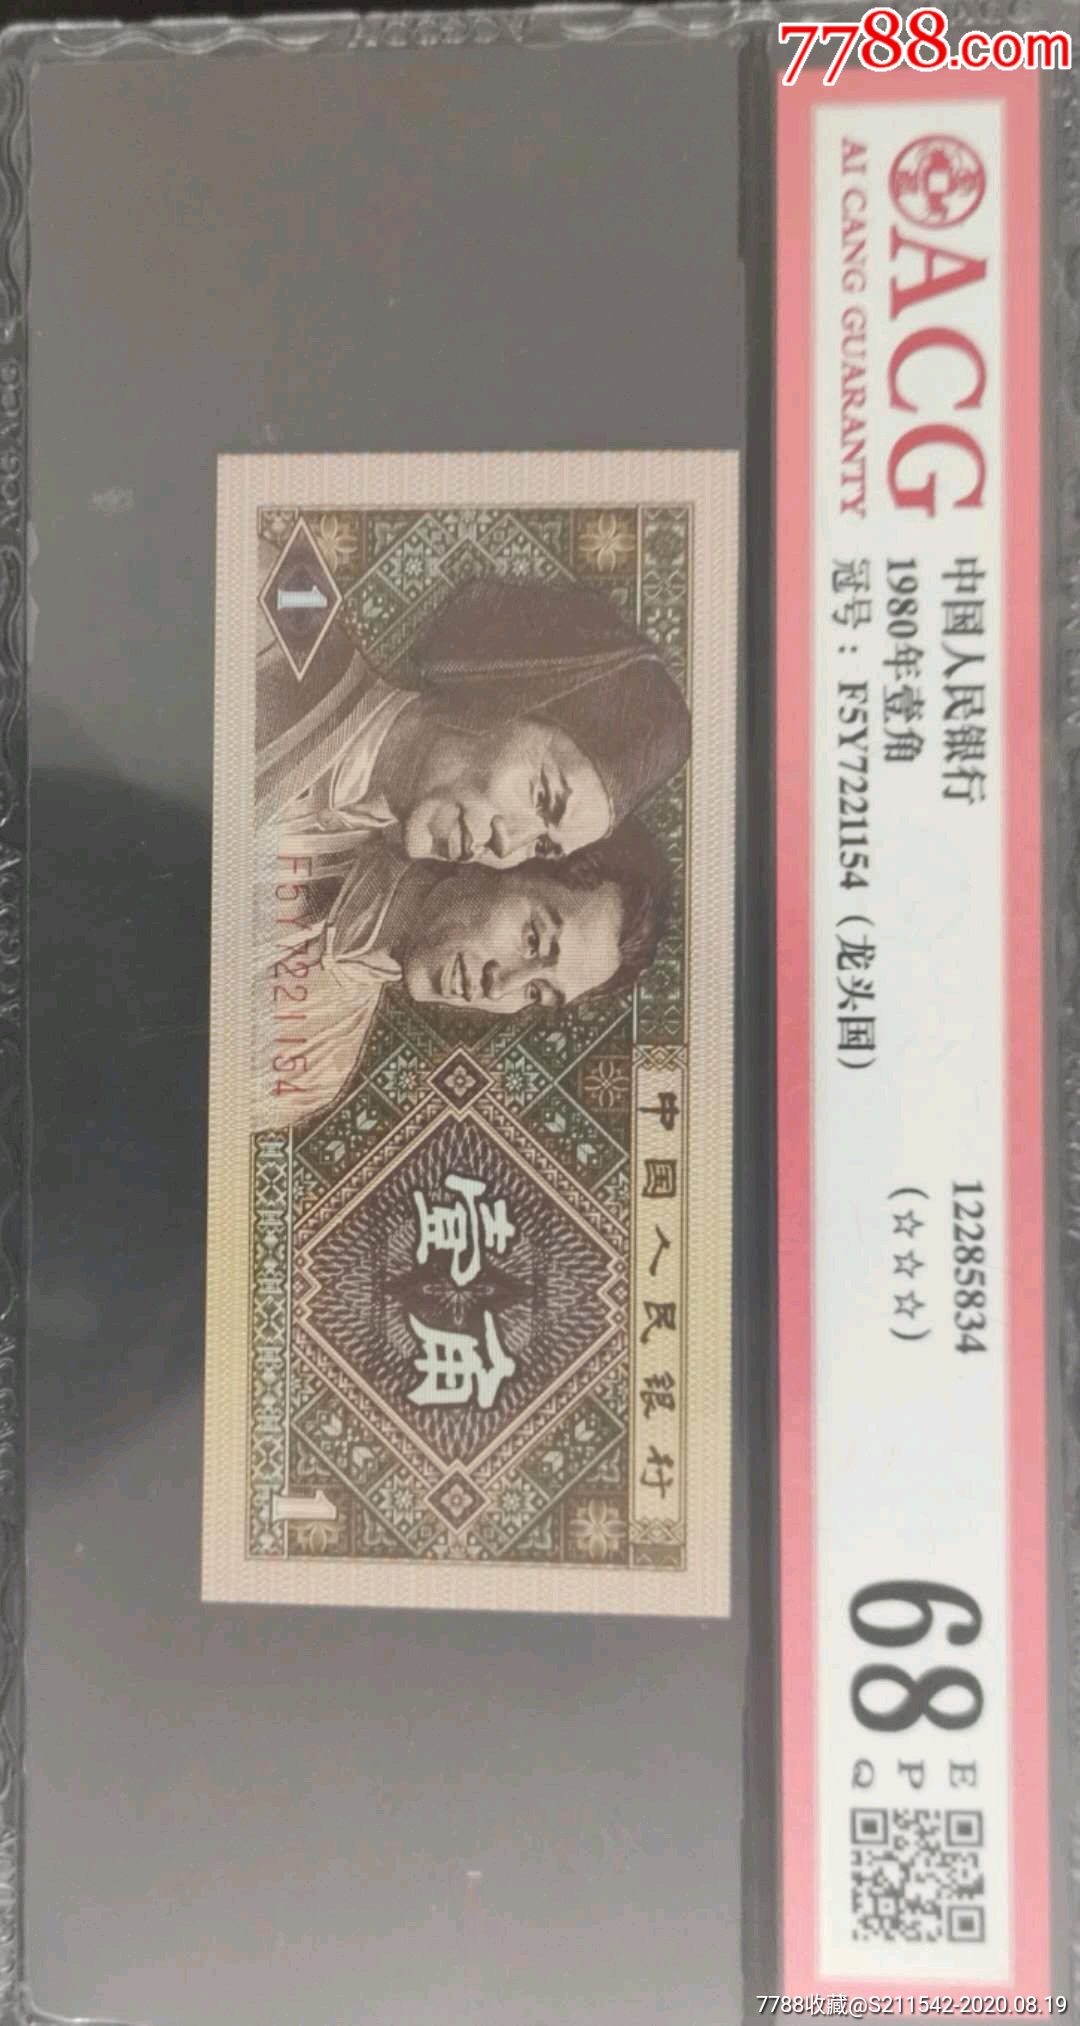 7788.com
ACG
AI CANG GUARANTY
中国人民银行
1980年壹角
冠号：F5Y7221154（龙头国）
12285834
(☆☆☆)
68
E
P
Q
中国人民银行
壹角
1
1
F5Y7221154
7788收藏@S211542-2020.08.19